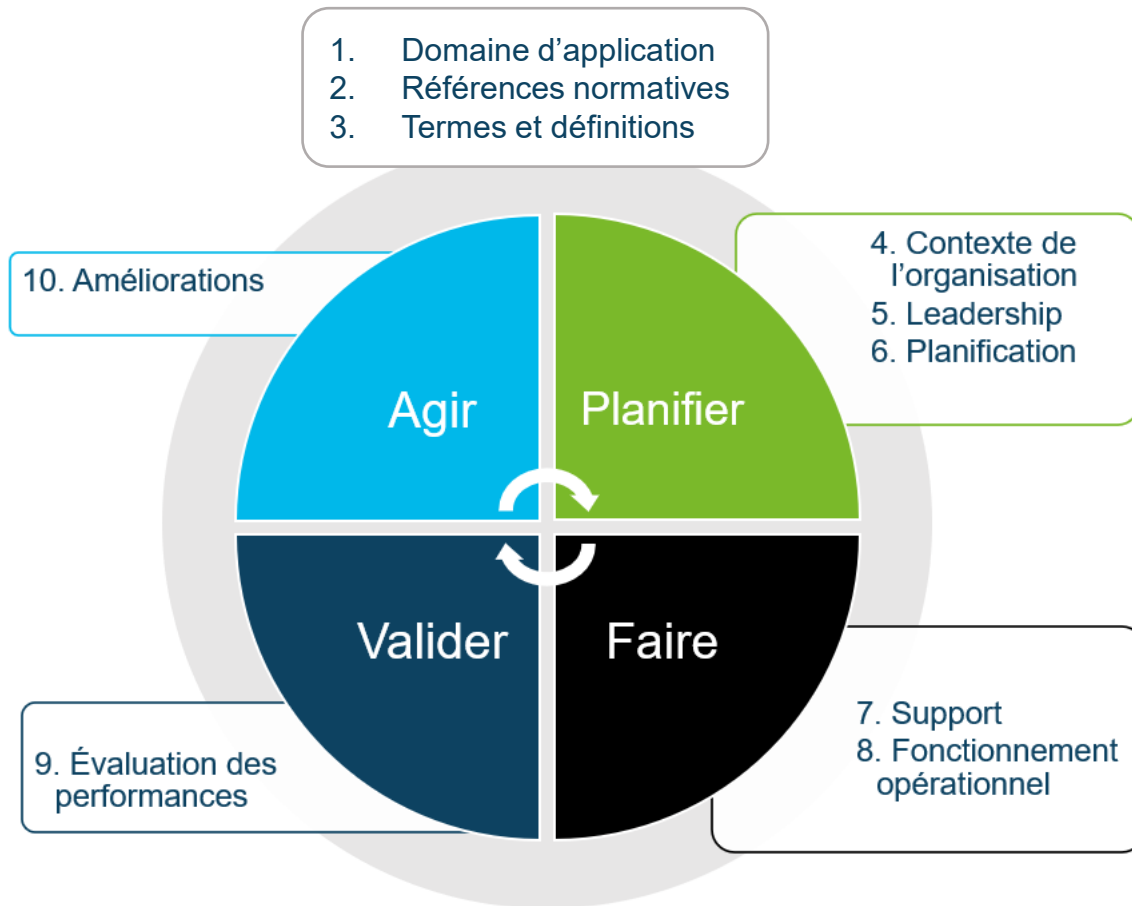 1. Domaine d’application
2. Références normatives
3. Termes et définitions
10. Améliorations
4. Contexte de
l’organisation
5. Leadership
6. Planification
Agir
Planifier
Valider
Faire
9. Évaluation des
performances
7. Support
8. Fonctionnement
opérationnel